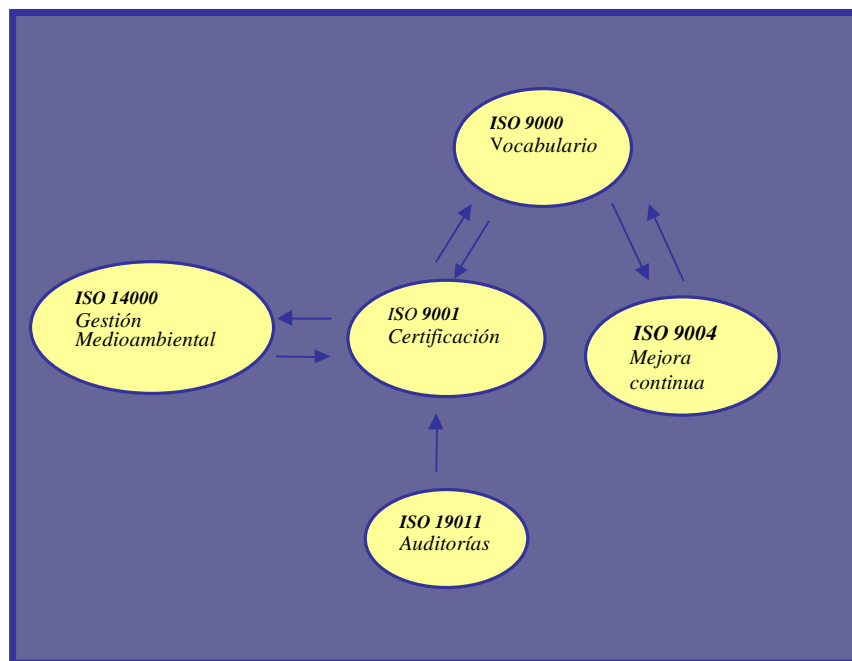 ISO 9000
Vocabulario
ISO 14000
Gestión
Medioambiental
ISO 9001
Certificación
ISO 9004
Mejora
continua
ISO 19011
Auditorías